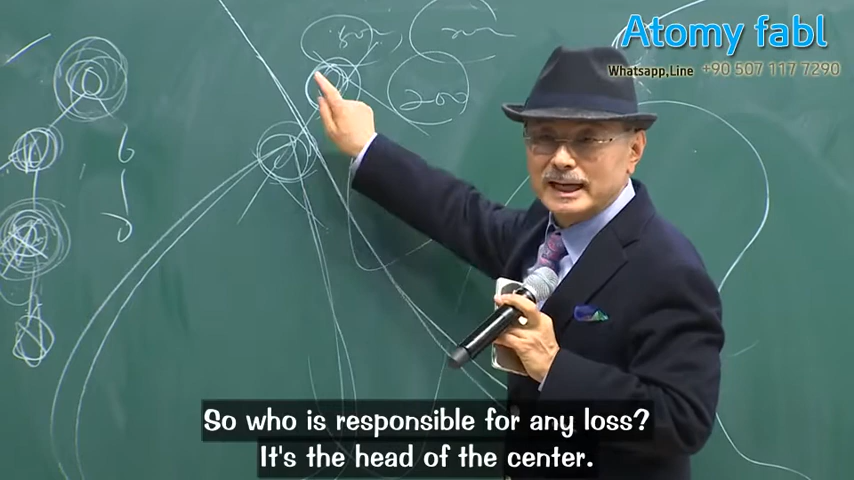 Atomy fabl
Whatsapp,Line +90 507 117 7290
200
So who is responsible for any loss?
It's the head of the center.